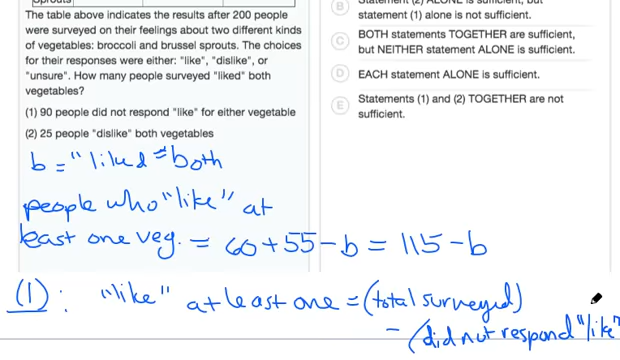 Sprouts
The table above indicates the results after 200 people
were surveyed on their feelings about two different kinds
of vegetables: broccoli and brussel sprouts. The choices
for their responses were either: "like", "dislike", or
"unsure". How many people surveyed "liked" both
vegetables?
(1) 90 people did not respond "like" for either vegetable
(2) 25 people "dislike" both vegetables
B Statement (2) ALONE is sufficient, but
statement (1) alone is not sufficient.
C BOTH statements TOGETHER are sufficient,
but NEITHER statement ALONE is sufficient.
D EACH statement ALONE is sufficient.
E Statements (1) and (2) TOGETHER are not
sufficient.
b = "liked" both
people who "like" at
least one veg. = 60 + 55 - b = 115 - b
(1): "like" at least one = (total surveyed)
- (did not respond "like"